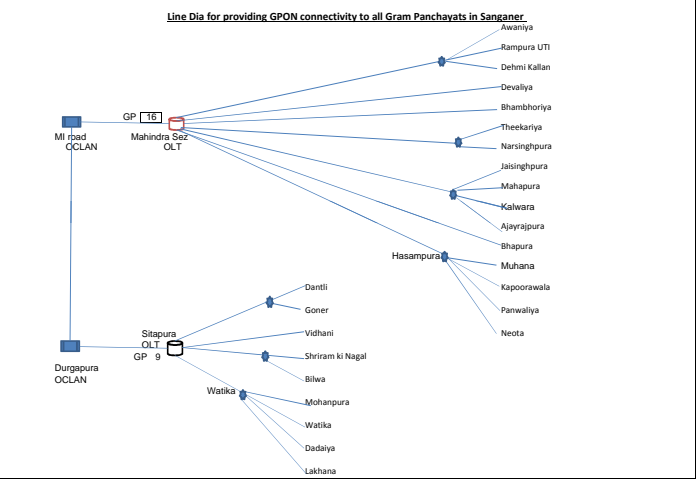 Line Dia for providing GPON connectivity to all Gram Panchayats in Sanganer
Awaniya
Rampura UTI
Dehmi Kallan
Devaliya
Bhambhoriya
GP 16
Theekariya
MI road
OCLAN
Mahindra Sez
OLT
Narsinghpura
Jaisinghpura
Mahapura
Kalwara
Ajayrajpura
Bhapura
Hasampura
Muhana
Kapoorawala
Panwaliya
Neota
Dantli
Goner
Sitapura
OLT
GP 9
Vidhani
Shriram ki Nagal
Durgapura
OCLAN
Bilwa
Watika
Mohanpura
Watika
Dadaiya
Lakhana